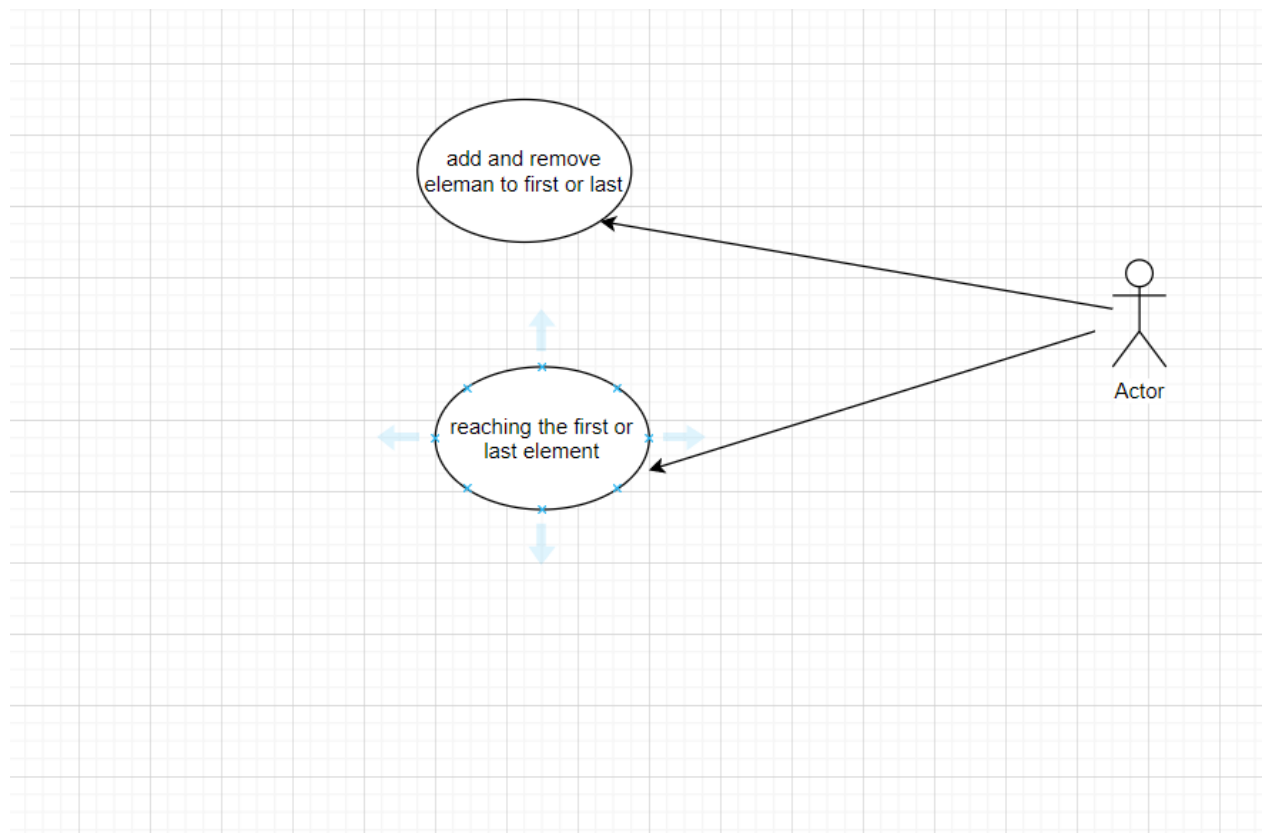 add and remove
eleman to first or last
reaching the first or
last element
Actor